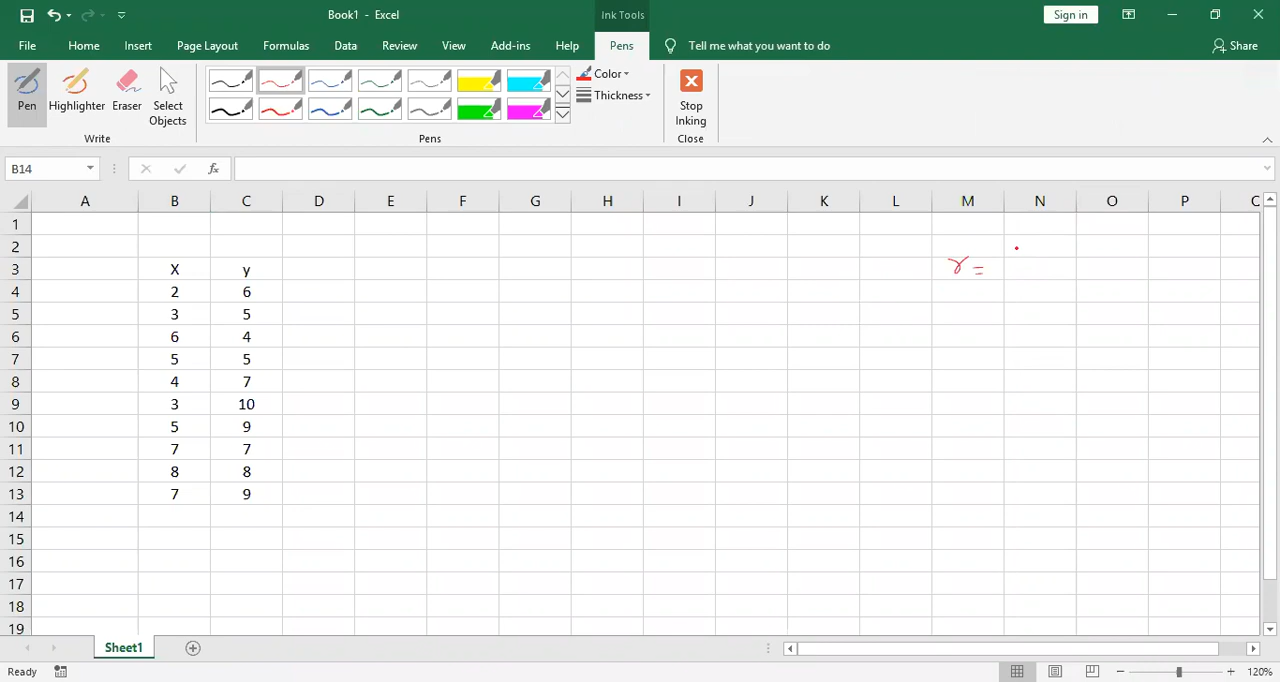 Book1 - Excel
Ink Tools
Sign in
File Home Insert Page Layout Formulas Data Review View Add-ins Help Pens Tell me what you want to do Share
Pen Highlighter Eraser Select Objects
Color
Thickness
Stop Inking
Write Pens Close
B14 fx
A B C D E F G H I J K L M N O P
1
2
3 X y r =
4 2 6
5 3 5
6 6 4
7 5 5
8 4 7
9 3 10
10 5 9
11 7 7
12 8 8
13 7 9
14
15
16
17
18
19
Sheet1
Ready 120%